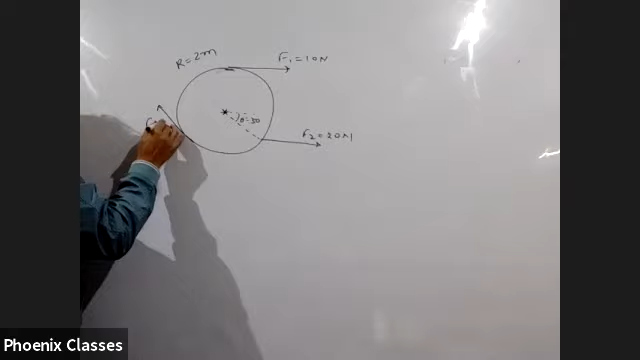 R=2m
F₁=10N
θ=30
F₂=20N
Phoenix Classes